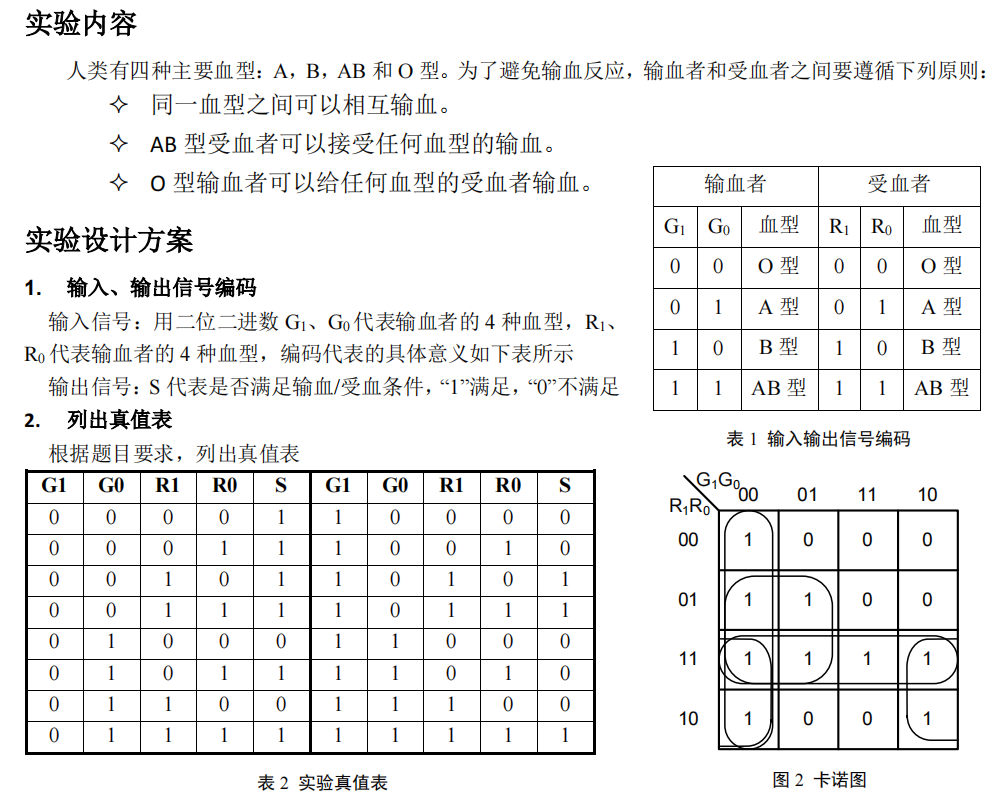 实验内容
人类有四种主要血型：A，B，AB 和 O 型。为了避免输血反应，输血者和受血者之间要遵循下列原则：
✧ 同一血型之间可以相互输血。
✧ AB 型受血者可以接受任何血型的输血。
✧ O 型输血者可以给任何血型的受血者输血。
实验设计方案
1. 输入、输出信号编码
输入信号：用二位二进数 G₁、G₀代表输血者的 4 种血型，R₁、
R₀代表输血者的 4 种血型，编码代表的具体意义如下表所示
输出信号：S 代表是否满足输血/受血条件，“1”满足，“0”不满足
2. 列出真值表
根据题目要求，列出真值表
G1 G0 R1 R0 S G1 G0 R1 R0 S
0 0 0 0 1 1 0 0 0 0
0 0 0 1 1 1 0 0 1 0
0 0 1 0 1 1 0 1 0 1
0 0 1 1 1 1 0 1 1 1
0 1 0 0 0 1 1 0 0 0
0 1 0 1 1 1 1 0 1 0
0 1 1 0 0 1 1 1 0 0
0 1 1 1 1 1 1 1 1 1
表 2 实验真值表
输血者 受血者
G₁ G₀ 血型 R₁ R₀ 血型
0 0 O 型 0 0 O 型
0 1 A 型 0 1 A 型
1 0 B 型 1 0 B 型
1 1 AB 型 1 1 AB 型
表 1 输入输出信号编码
G₁G₀
R₁R₀ 00 01 11 10
00 1 0 0 0
01 1 1 0 0
11 1 1 1 1
10 1 0 0 1
图 2 卡诺图